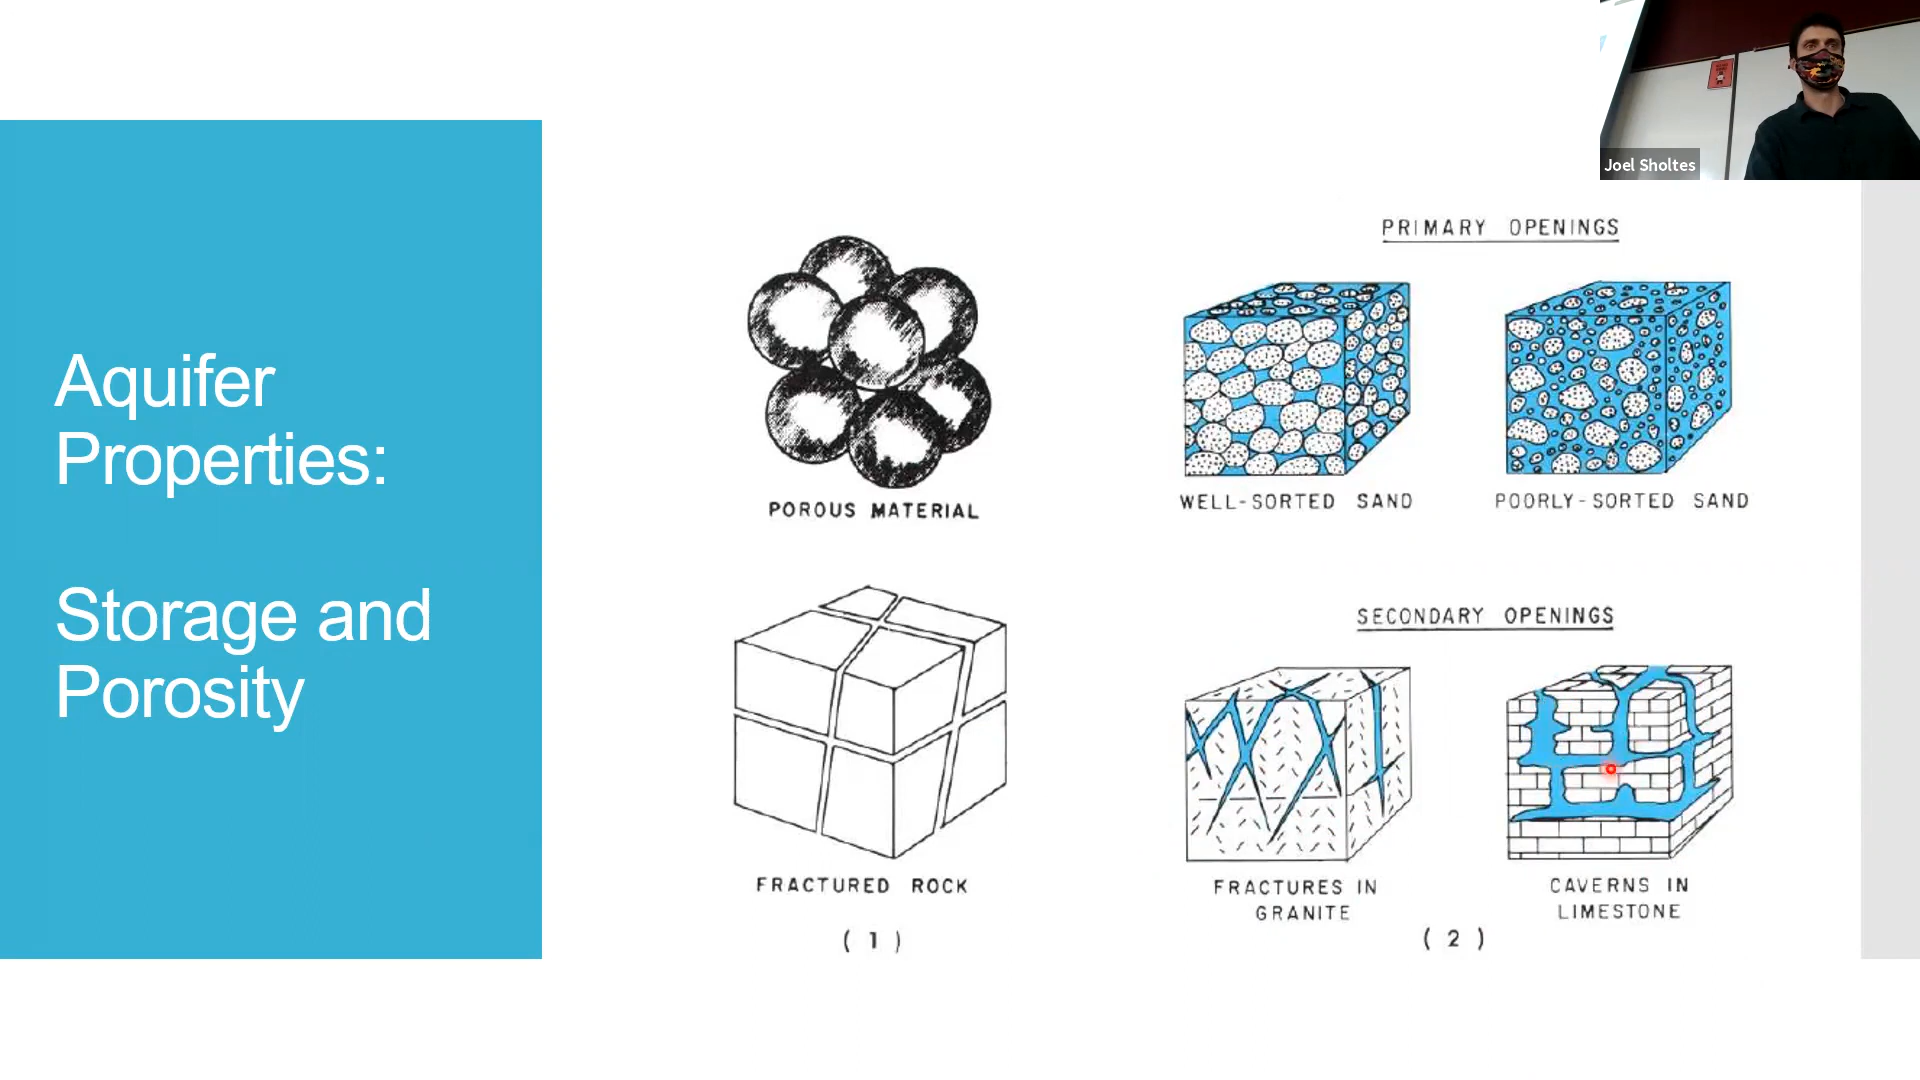 Aquifer
Properties:
Storage and
Porosity
POROUS MATERIAL
FRACTURED ROCK
( 1 )
PRIMARY OPENINGS
WELL-SORTED SAND
POORLY-SORTED SAND
SECONDARY OPENINGS
FRACTURES IN
GRANITE
CAVERNS IN
LIMESTONE
( 2 )
Joel Sholtes